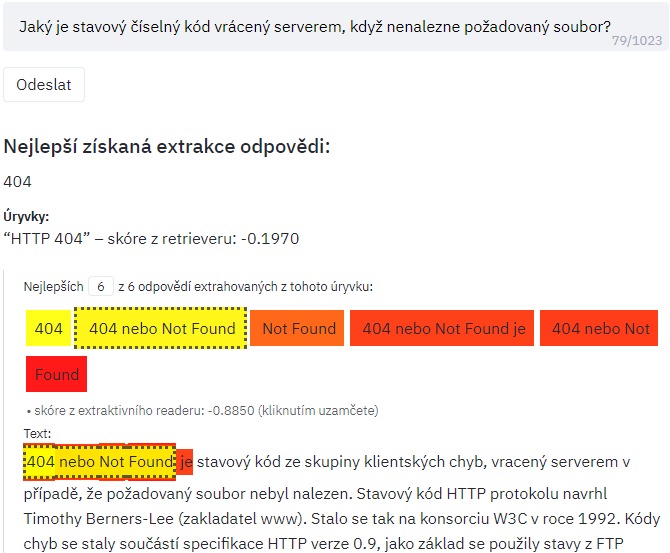 Jaký je stavový číselný kód vrácený serverem, když nenalezne požadovaný soubor?
79/1023
Odeslat
Nejlepší získaná extrakce odpovědi:
404
Úryvky:
“HTTP 404” – skóre z retrieveru: -0.1970
Nejlepších 6 z 6 odpovědí extrahovaných z tohoto úryvku:
404 404 nebo Not Found Not Found 404 nebo Not Found je 404 nebo Not
Found
• skóre z extraktivního readeru: -0.8850 (kliknutím uzamčete)
Text:
404 nebo Not Found je stavový kód ze skupiny klientských chyb, vracený serverem v
případě, že požadovaný soubor nebyl nalezen. Stavový kód HTTP protokolu navrhl
Timothy Berners-Lee (zakladatel www). Stalo se tak na konsorciu W3C v roce 1992. Kódy
chyb se staly součástí specifikace HTTP verze 0.9, jako základ se použily stavy z FTP